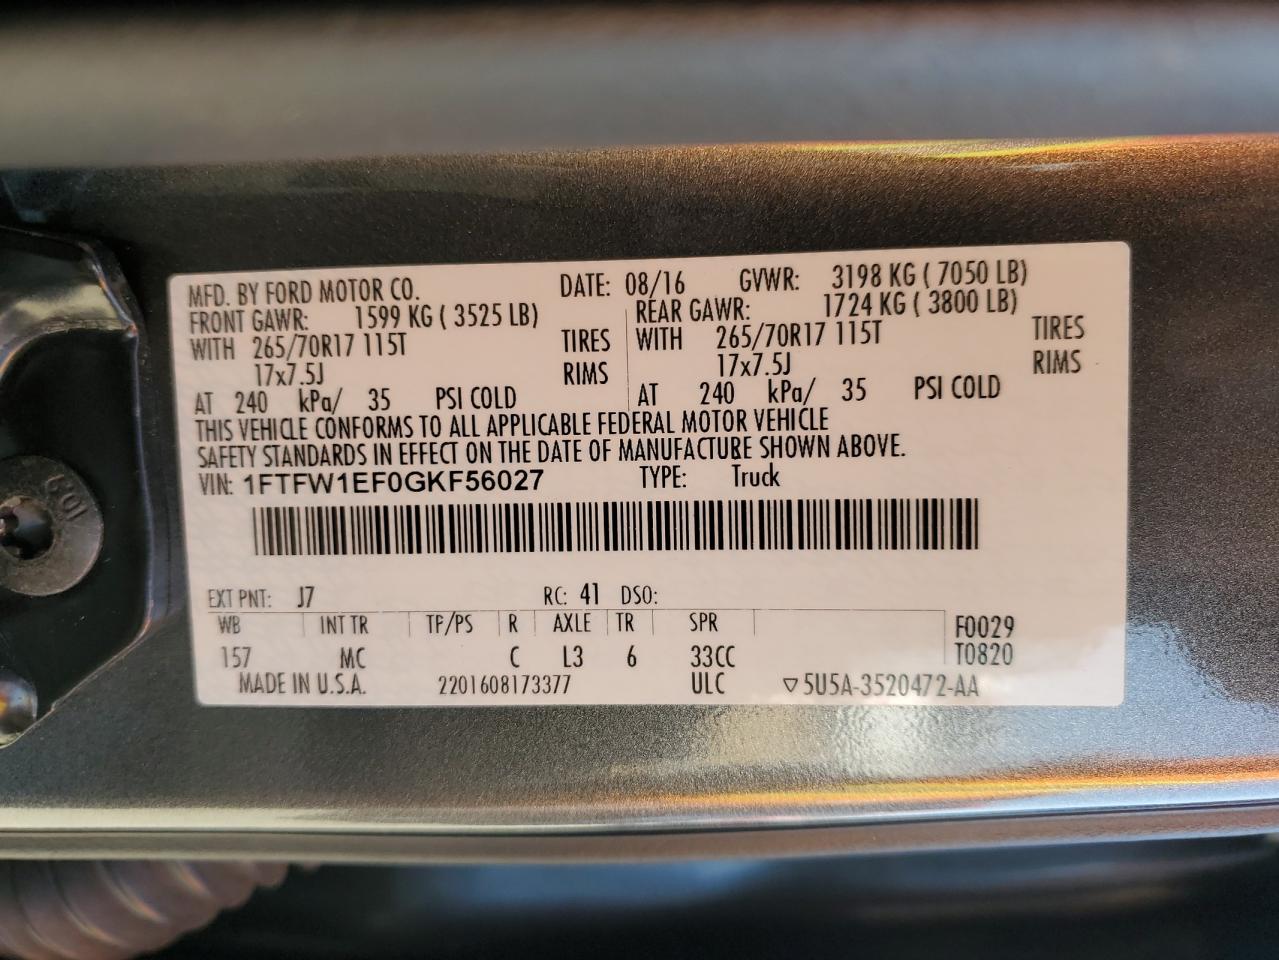 MFD. BY FORD MOTOR CO. DATE: 08/16 GVWR: 3198 KG ( 7050 LB)
FRONT GAWR: 1599 KG ( 3525 LB) REAR GAWR: 1724 KG ( 3800 LB)
WITH 265/70R17 115T TIRES WITH 265/70R17 115T TIRES
17x7.5J RIMS 17x7.5J RIMS
AT 240 kPa/ 35 PSI COLD AT 240 kPa/ 35 PSI COLD
THIS VEHICLE CONFORMS TO ALL APPLICABLE FEDERAL MOTOR VEHICLE
SAFETY STANDARDS IN EFFECT ON THE DATE OF MANUFACTURE SHOWN ABOVE.
VIN: 1FTFW1EF0GKF56027 TYPE: Truck
EXT PNT: J7 RC: 41 DSO:
WB INT TR TP/PS R AXLE TR SPR F0029
157 MC C L3 6 33CC T0820
MADE IN U.S.A. 2201608173377 ULC ▽5U5A-3520472-AA